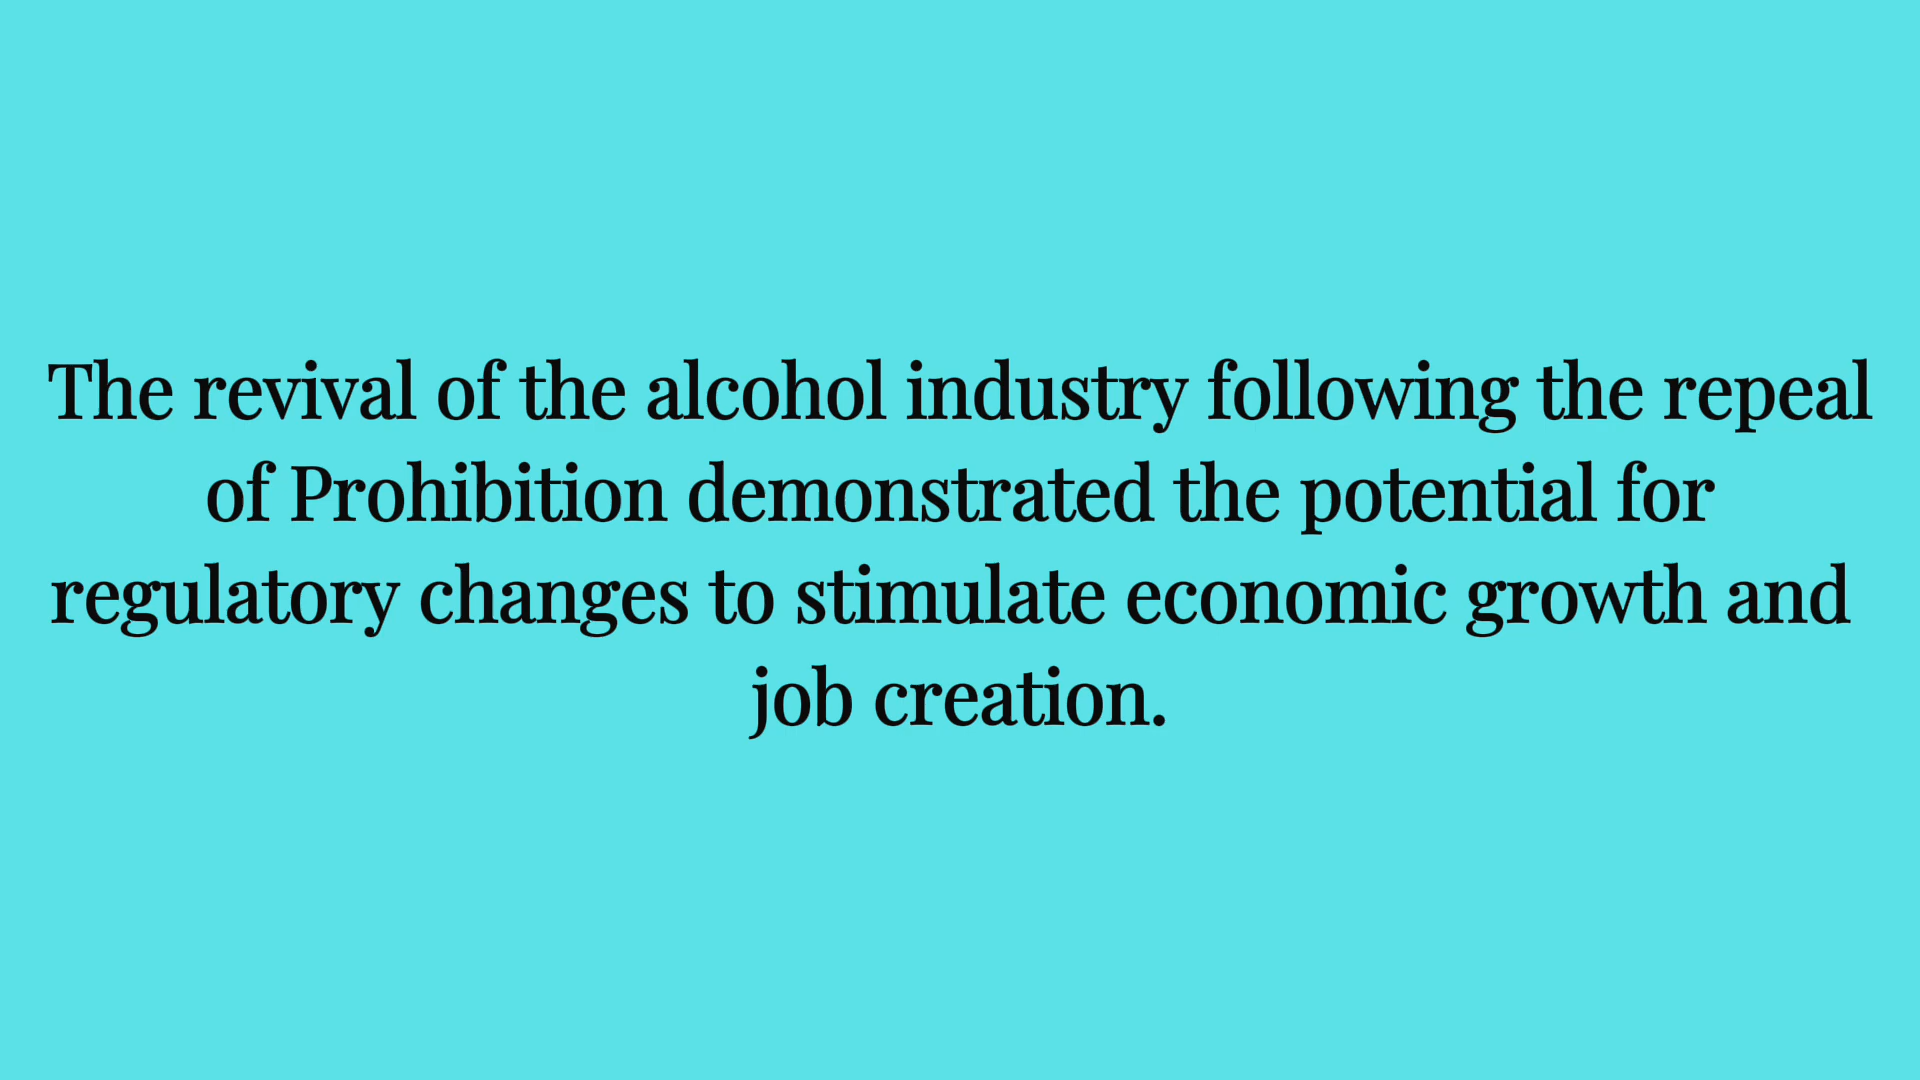 The revival of the alcohol industry following the repeal
of Prohibition demonstrated the potential for
regulatory changes to stimulate economic growth and
job creation.